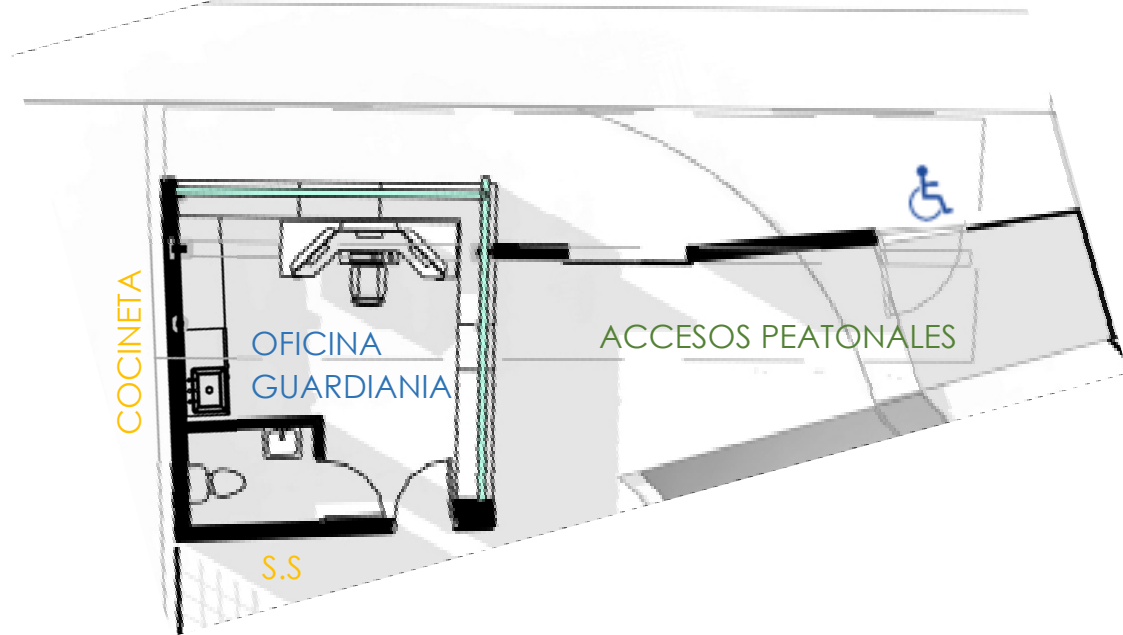 COCINETA
OFICINA
GUARDIANIA
ACCESOS PEATONALES
S.S